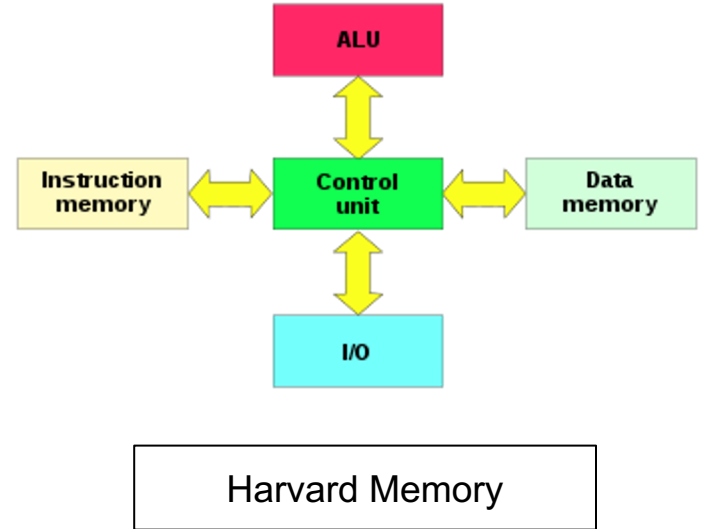 ALU
Instruction
memory
Control
unit
Data
memory
I/O
Harvard Memory